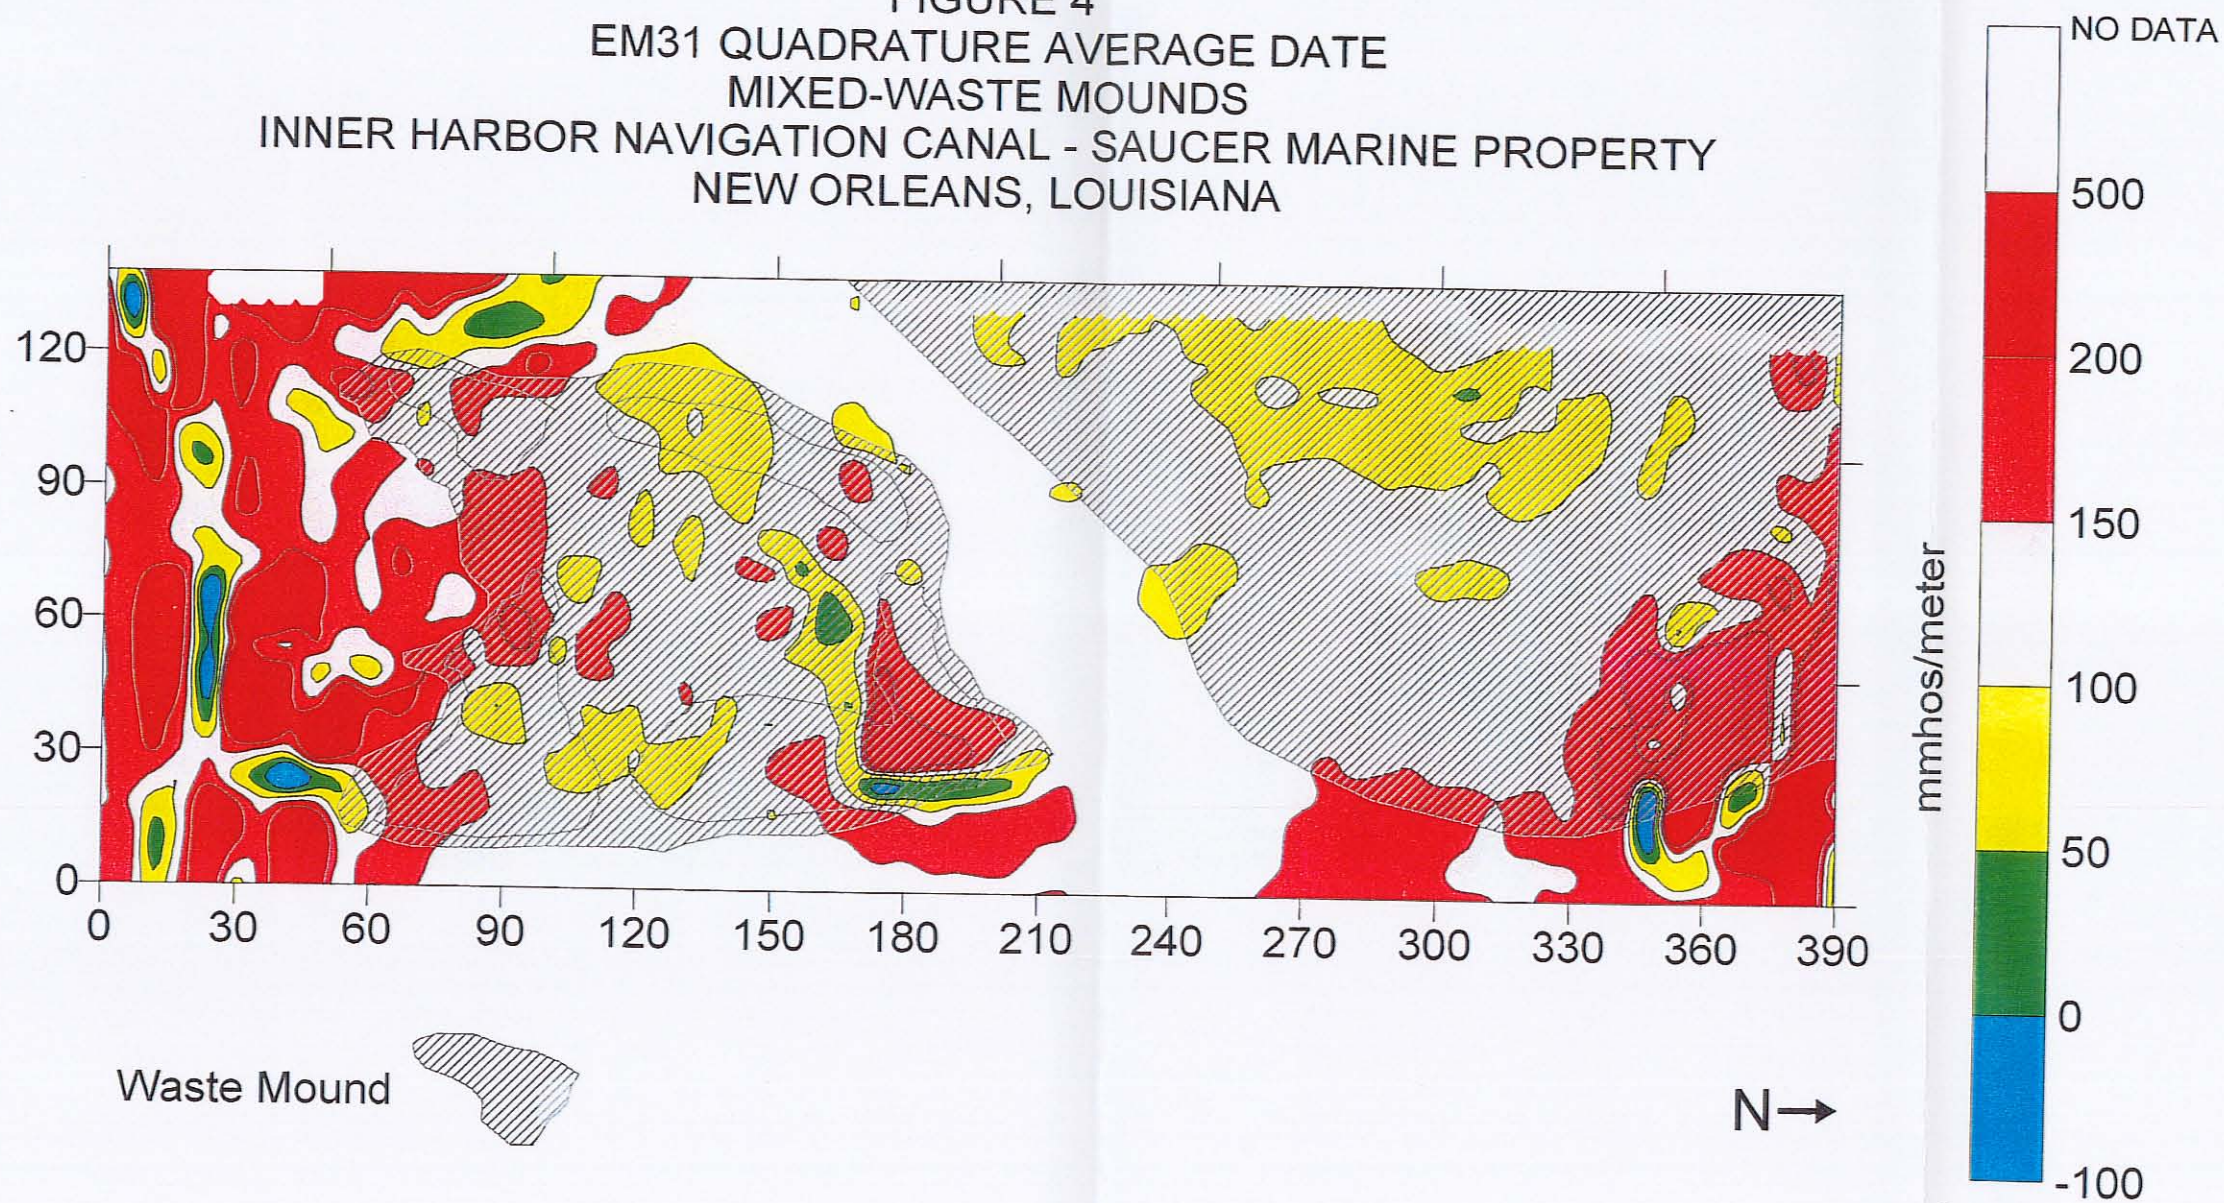 FIGURE 4
EM31 QUADRATURE AVERAGE DATE
MIXED-WASTE MOUNDS
INNER HARBOR NAVIGATION CANAL - SAUCER MARINE PROPERTY
NEW ORLEANS, LOUISIANA
NO DATA
500
200
150
100
50
0
-100
mmhos/meter
120
90
60
30
0
0 30 60 90 120 150 180 210 240 270 300 330 360 390
Waste Mound
N